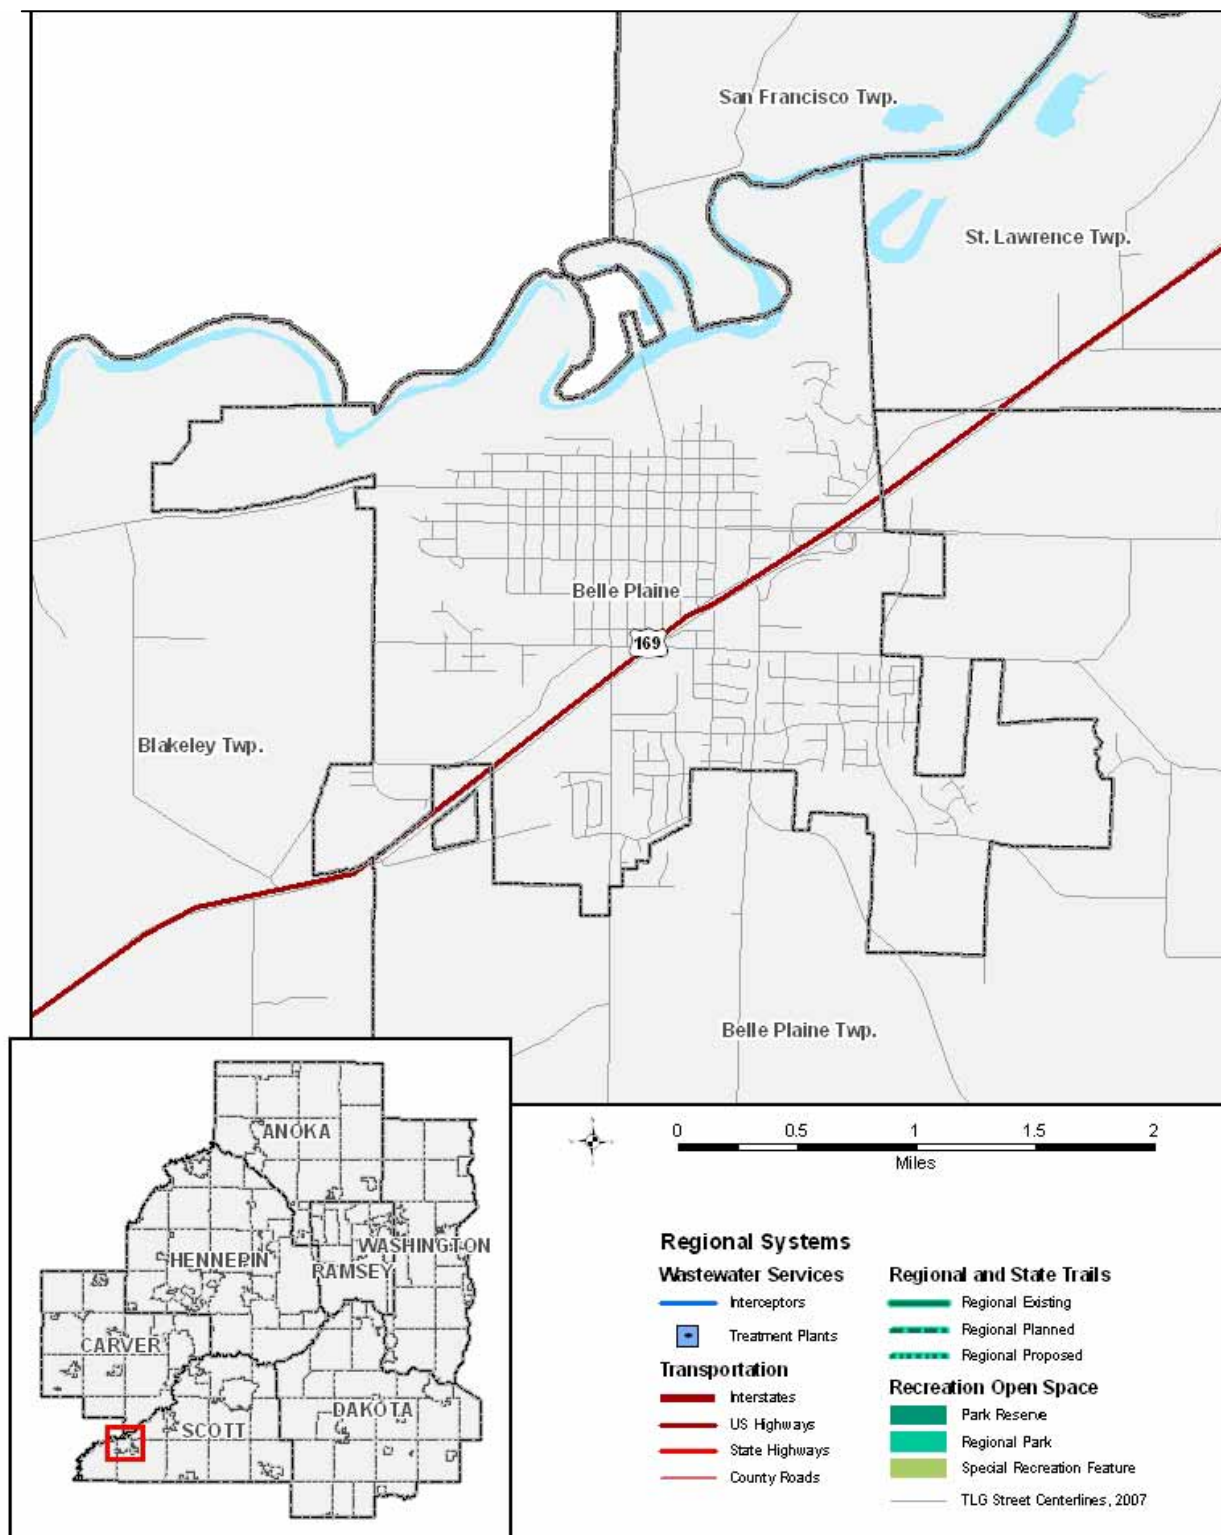 San Francisco Twp.
St. Lawrence Twp.
Belle Plaine
169
Blakeley Twp.
Belle Plaine Twp.
ANOKA
HENNEPIN
WASHINGTON
RAMSEY
CARVER
SCOTT
DAKOTA
0 0.5 1 1.5 2
Miles
Regional Systems
Wastewater Services
Interceptors
Treatment Plants
Transportation
Interstates
US Highways
State Highways
County Roads
Regional and State Trails
Regional Existing
Regional Planned
Regional Proposed
Recreation Open Space
Park Reserve
Regional Park
Special Recreation Feature
TLG Street Centerlines, 2007